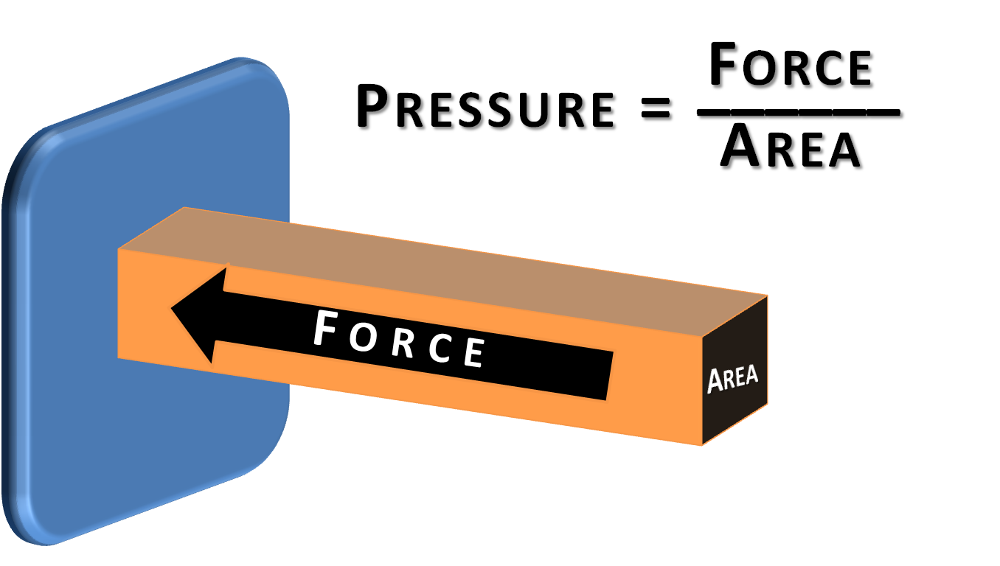 PRESSURE = FORCE
AREA
FORCE
AREA